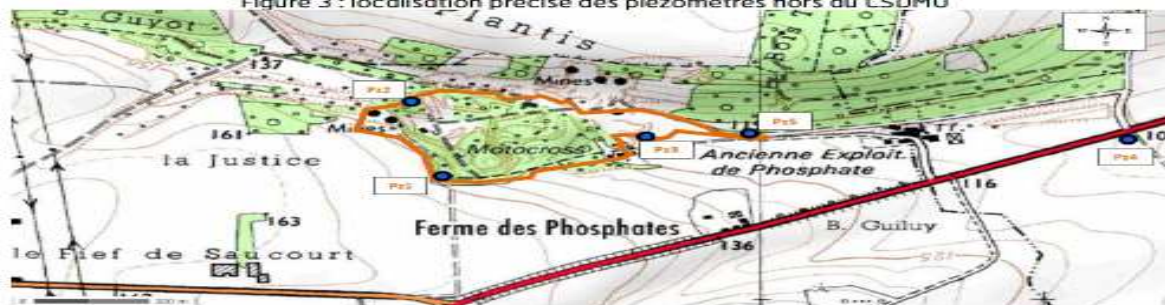 Figure 3 : localisation précise des piézomètres hors du CSDMU
Guyot
Plantis
Bois
137
Mines
Pz2
Pz5
161
Mines
Motocross
Pz3
Ancienne Exploit.
de Phosphate
Pz4
la Justice
Pz1
116
163
Ferme des Phosphates
B. Guiluy
136
le Fief de Saucourt
125